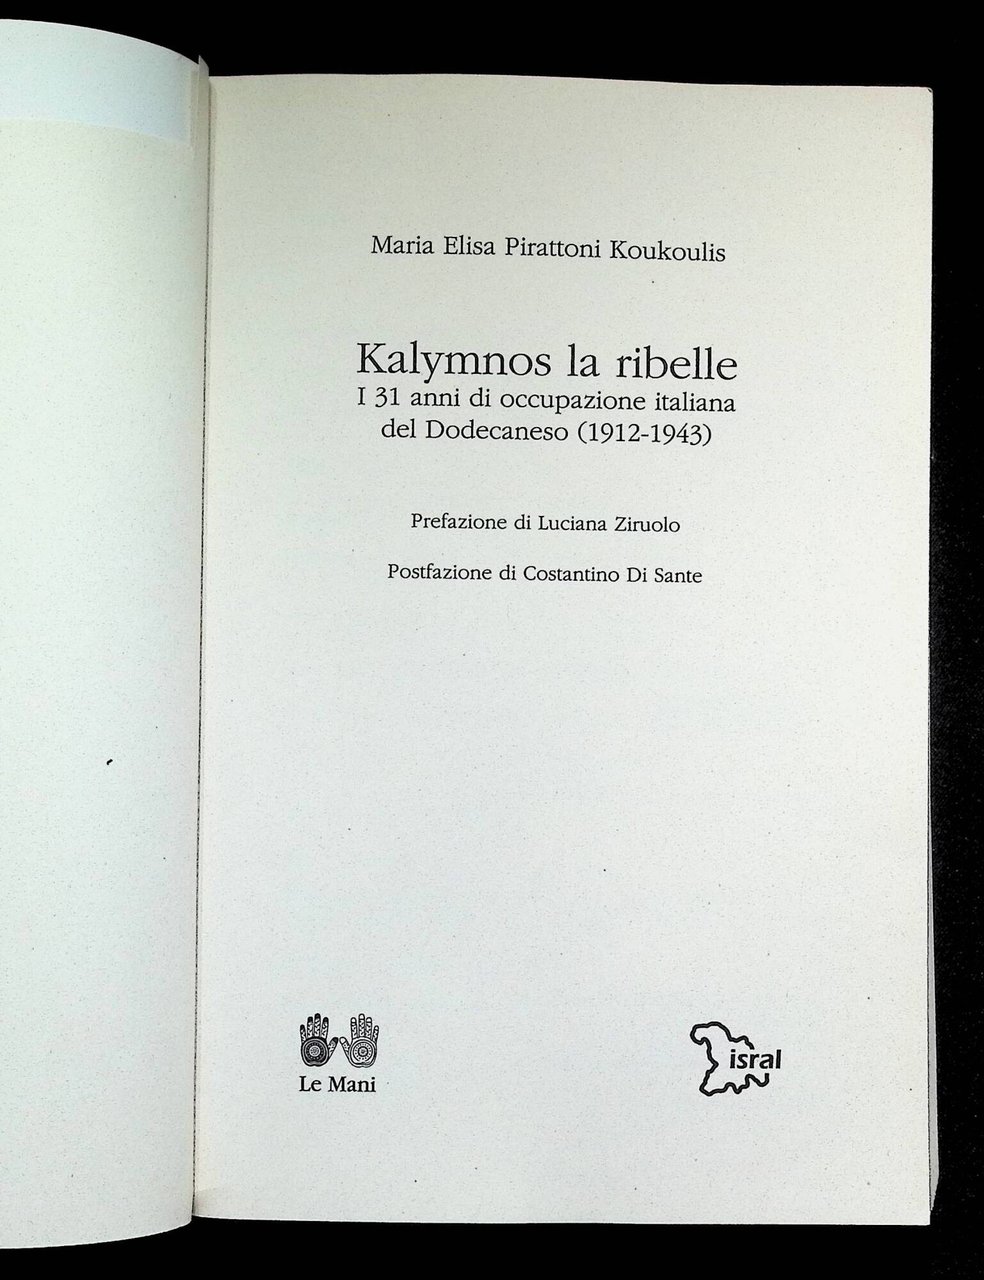 Maria Elisa Pirattoni Koukoulis
Kalymnos la ribelle
I 31 anni di occupazione italiana
del Dodecaneso (1912-1943)
Prefazione di Luciana Ziruolo
Postfazione di Costantino Di Sante
Le Mani
isral